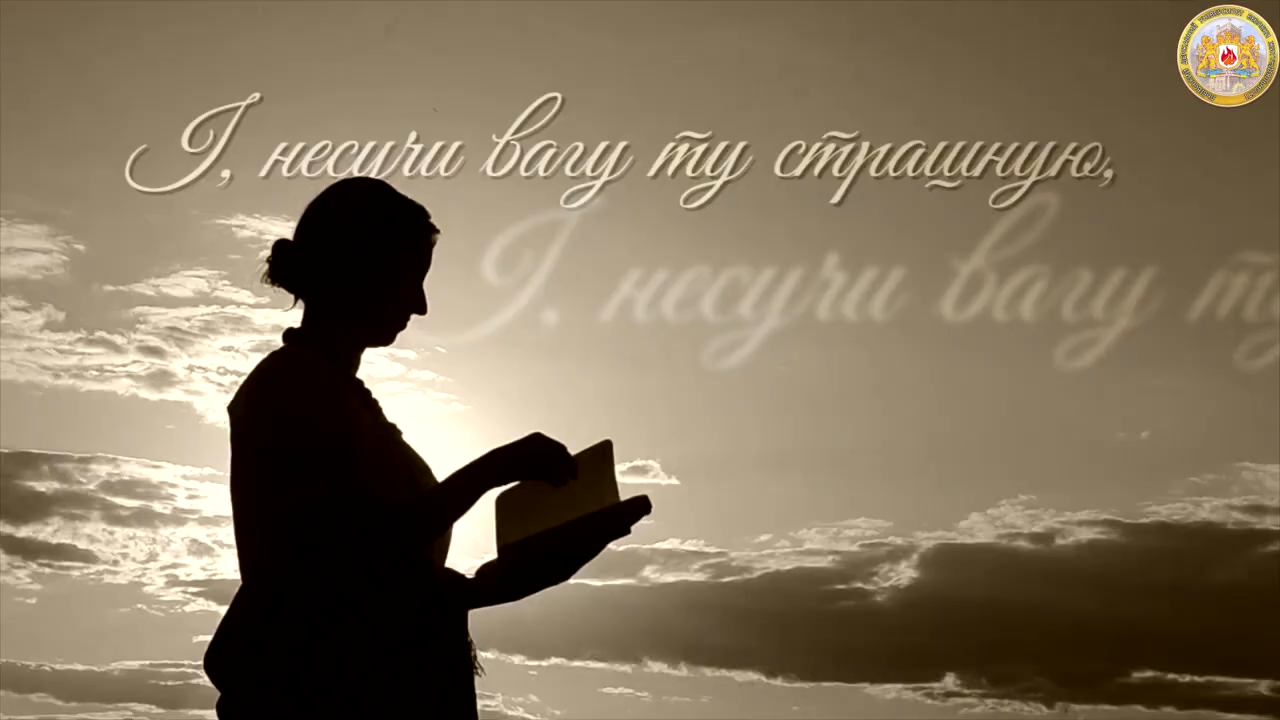 І, несучи вагу ту страшную,
І, несучи вагу ту